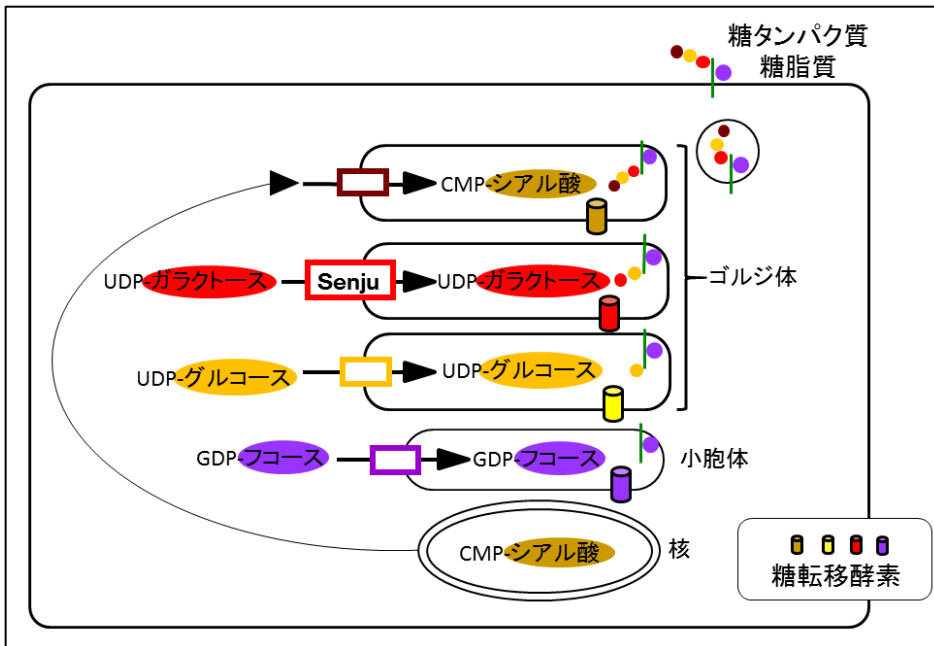 糖タンパク質
糖脂質
CMP-シアル酸
UDP-ガラクトース
Senju
UDP-ガラクトース
ゴルジ体
UDP-グルコース
UDP-グルコース
GDP-フコース
GDP-フコース
小胞体
CMP-シアル酸
核
糖転移酵素